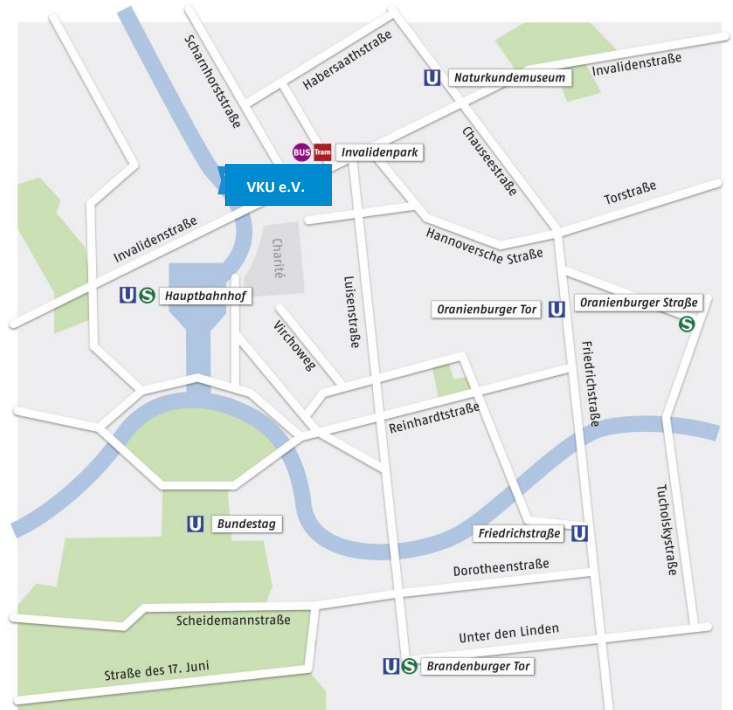 Scharnhorststraße
Habersaathstraße
U Naturkundemuseum
Invalidenstraße
BUS Tram Invalidenpark
Chauseestraße
VKU e.V.
Torstraße
Invalidenstraße
Hannoversche Straße
Charité
U S Hauptbahnhof
Luisenstraße
Oranienburger Tor U
Oranienburger Straße
S
Virchoweg
Friedrichstraße
Reinhardtstraße
Tucholskystraße
U Bundestag
Friedrichstraße U
Dorotheenstraße
Scheidemannstraße
Unter den Linden
Straße des 17. Juni
U S Brandenburger Tor